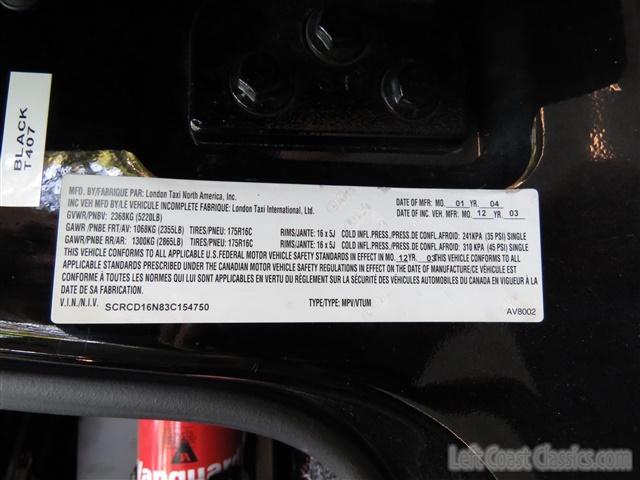 BLACK
T407
MFD. BY/FABRIQUE PAR: London Taxi North America, Inc.
DATE OF MFR: MO. 01 YR. 04
INC VEH MFD BY/LE VEHICULE INCOMPLETE FABRIQUE: London Taxi International, Ltd.
DATE OF INC. VEH MFR: MO. 12 YR. 03
GVWR/PNBV: 2368KG (5220LB)
GAWR/PNBE FRT/AV: 1068KG (2355LB) TIRES/PNEU: 175R16C RIMS/JANTE: 16 x 5J COLD INFL.PRESS./PRESS.DE CONFL.AFROID: 241KPA (35 PSI) SINGLE
GAWR/PNBE RR/AR: 1300KG (2865LB) TIRES/PNEU: 175R16C RIMS/JANTE: 16 x 5J COLD INFL.PRESS./PRESS.DE CONFL.AFROID: 310 KPA (45 PSI) SINGLE
THIS VEHICLE CONFORMS TO ALL APPLICABLE U.S.FEDERAL MOTOR VEHICLE SAFETY STANDARDS IN EFFECT IN MO. 12 YR. 03 THIS VEHICLE CONFORMS TO ALL
APPLICABLE STANDARDS PRESCRIBED UNDER THE CANADIAN MOTOR VEHICLE SAFETY REGULATIONS IN EFFECT ON THE DATE OF MANUFACTURE/CE VÉHICULE
EST CONFORME A TOUTES LES NORMES QUI LUI SONT APPLICABLES EN VERTU DU RÉGLEMENT SUR LA SÉCURITÉ DES VÉHICULES AUTOMOBILES DU CANADA EN VIGUEUR A LA DATE
DE SA FABRICATION.
V.I.N./N.I.V. SCRCD16N83C154750 TYPE/TYPE: MPV/VTUM
AV8002
Vanguard
Left Coast Classics.com